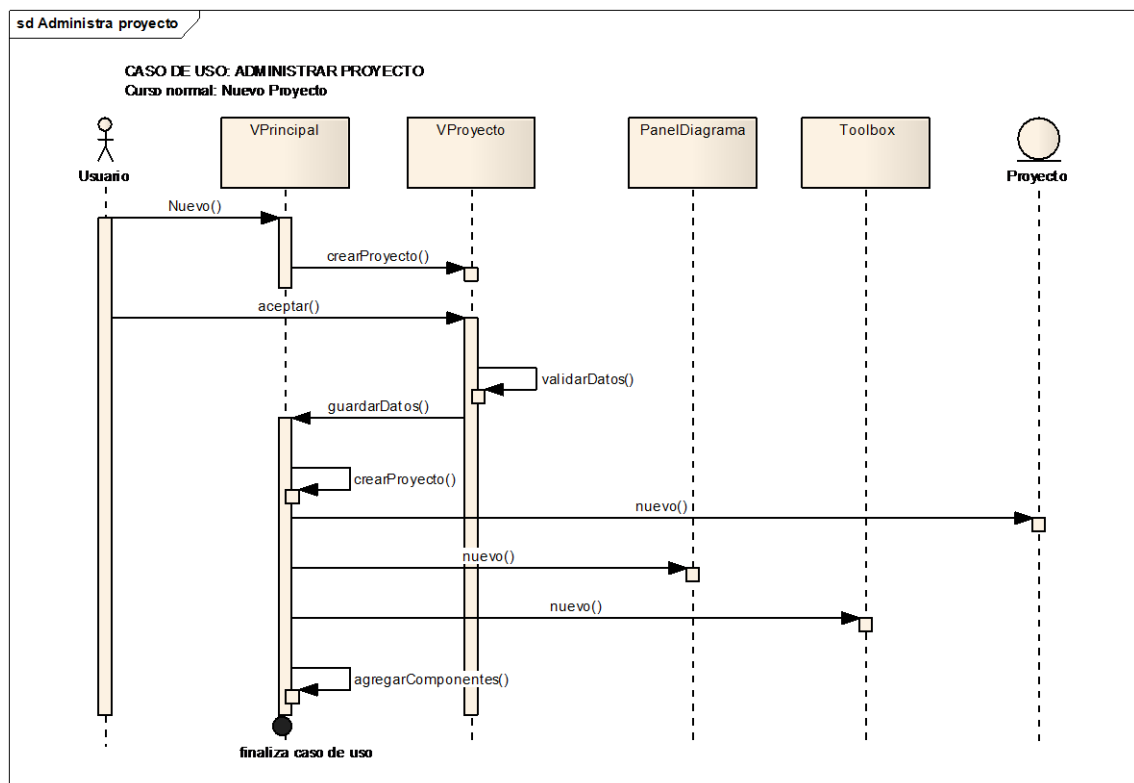 sd Administra proyecto
CASO DE USO: ADMINISTRAR PROYECTO
Curso normal: Nuevo Proyecto
VPrincipal
VProyecto
PanelDiagrama
Toolbox
Usuario
Proyecto
Nuevo()
crearProyecto()
aceptar()
validarDatos()
guardarDatos()
crearProyecto()
nuevo()
nuevo()
nuevo()
agregarComponentes()
finaliza caso de uso